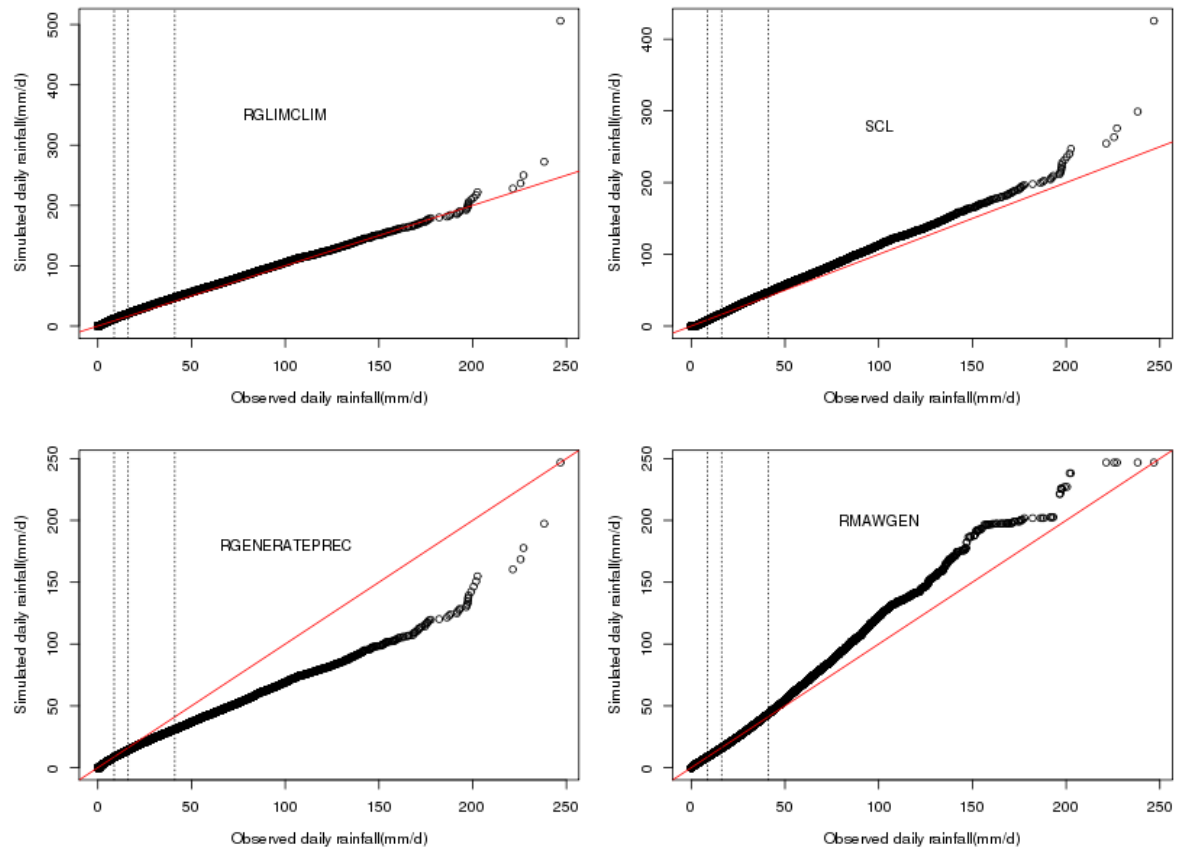 500
400
300
200
100
0
Simulated daily rainfall(mm/d)
RGLIMCLIM
0 50 100 150 200 250
Observed daily rainfall(mm/d)
400
300
200
100
0
Simulated daily rainfall(mm/d)
SCL
0 50 100 150 200 250
Observed daily rainfall(mm/d)
250
200
150
100
50
0
Simulated daily rainfall(mm/d)
RGENERATEPREC
0 50 100 150 200 250
Observed daily rainfall(mm/d)
250
200
150
100
50
0
Simulated daily rainfall(mm/d)
RMAWGEN
0 50 100 150 200 250
Observed daily rainfall(mm/d)